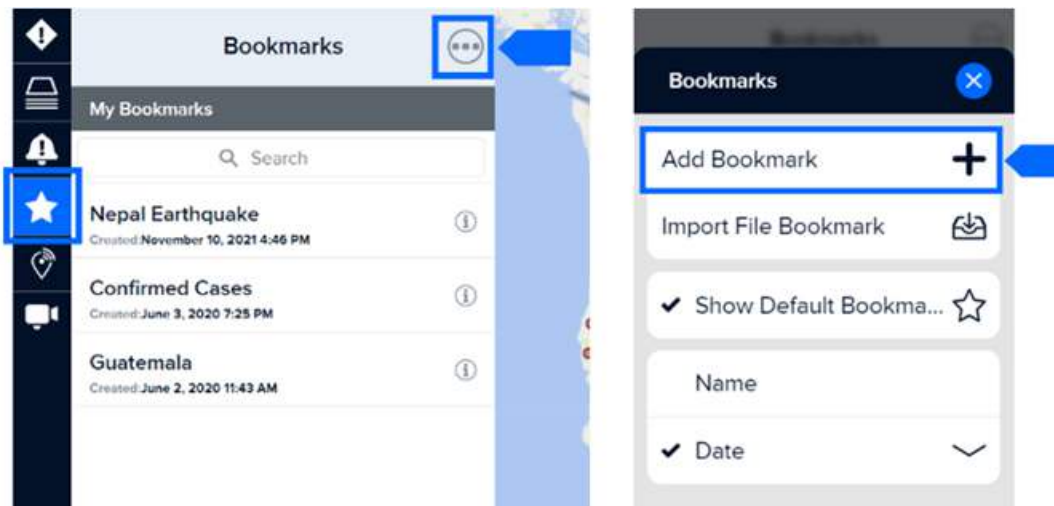 Bookmarks
My Bookmarks
Search
Nepal Earthquake
Created:November 10, 2021 4:46 PM
Confirmed Cases
Created:June 3, 2020 7:25 PM
Guatemala
Created:June 2, 2020 11:43 AM
Bookmarks
Bookmarks
Add Bookmark
Import File Bookmark
Show Default Bookma...
Name
Date